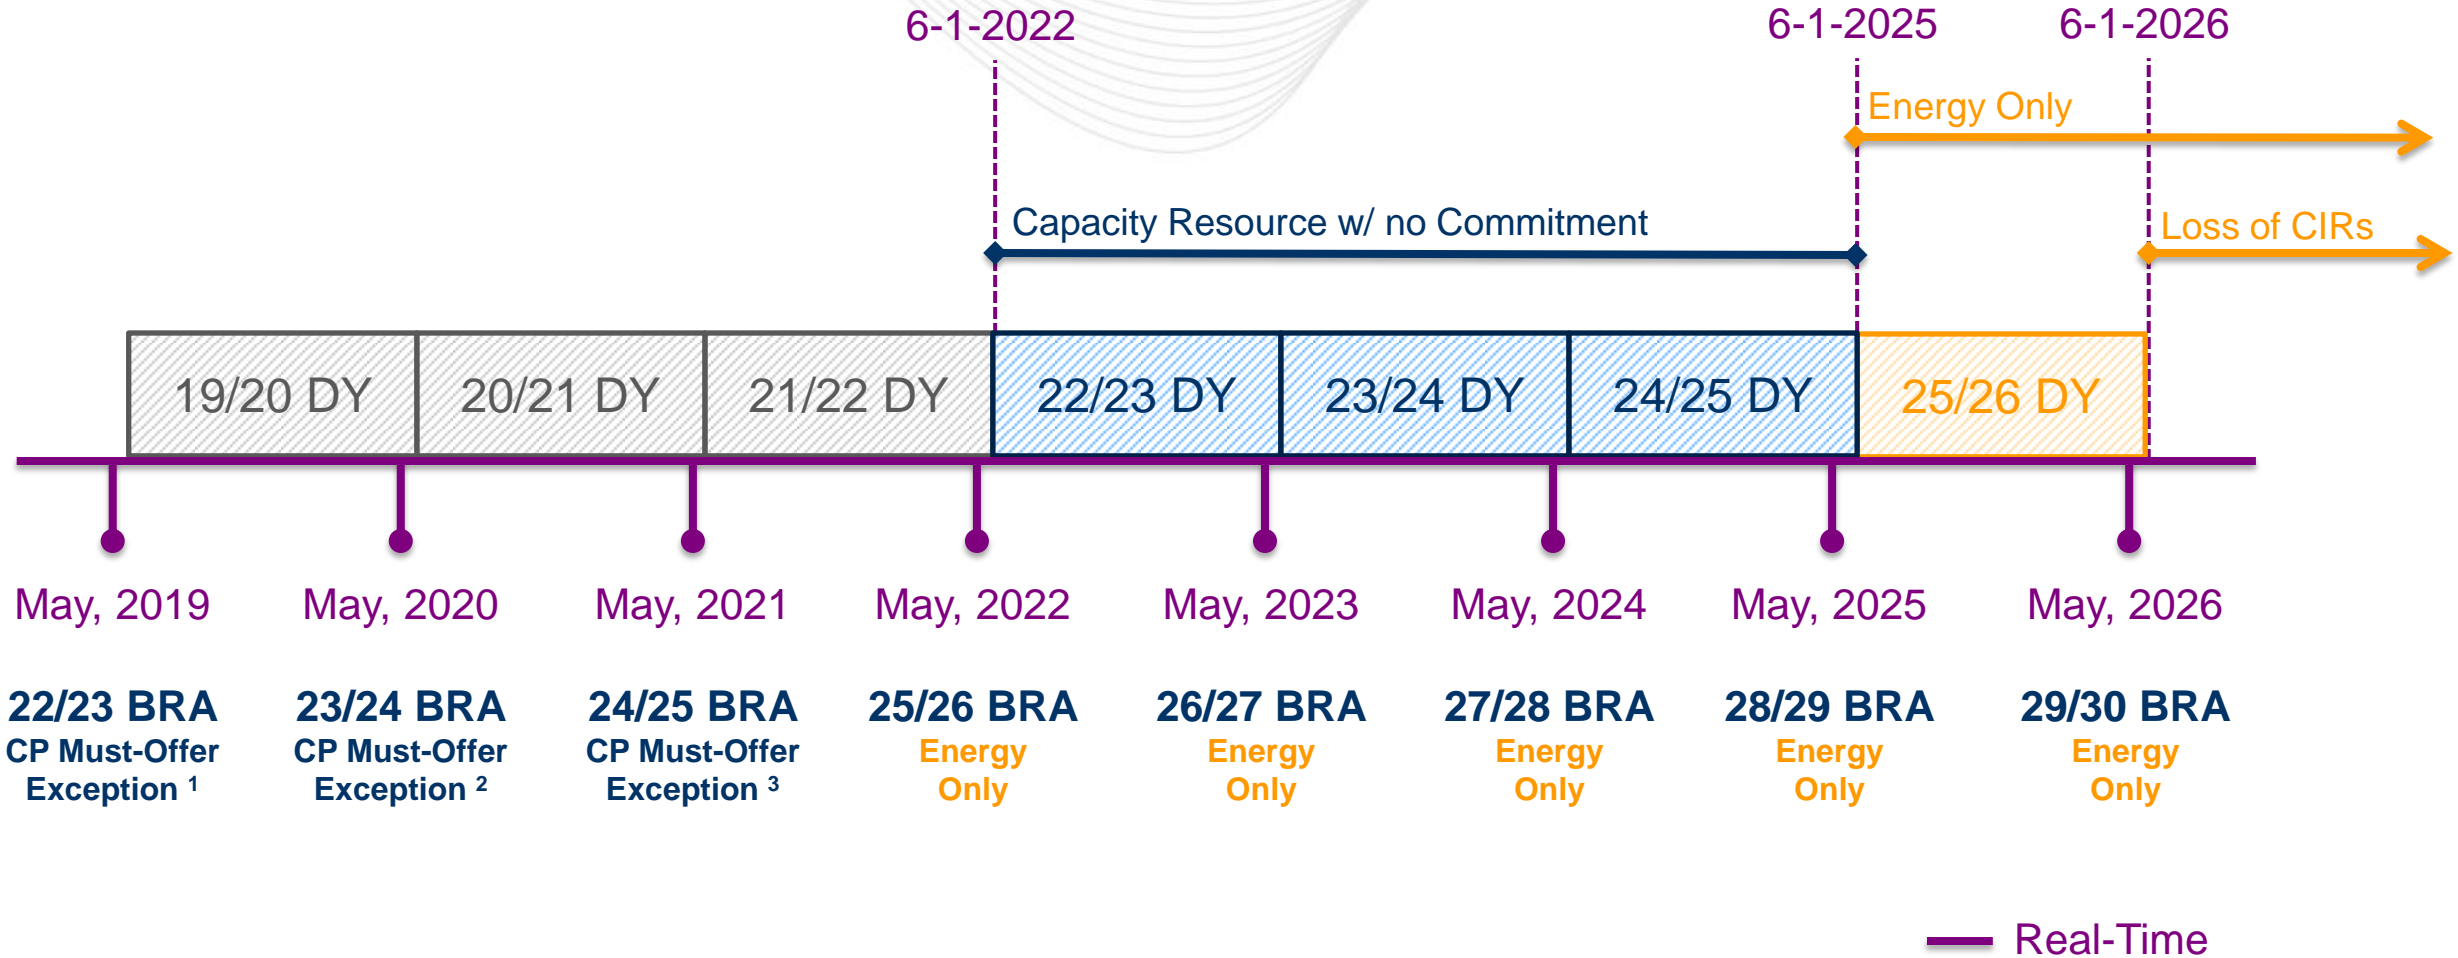 6-1-2022
6-1-2025
6-1-2026
Energy Only
Capacity Resource w/ no Commitment
Loss of CIRs
19/20 DY
20/21 DY
21/22 DY
22/23 DY
23/24 DY
24/25 DY
25/26 DY
May, 2019
May, 2020
May, 2021
May, 2022
May, 2023
May, 2024
May, 2025
May, 2026
22/23 BRA
CP Must-Offer
Exception ¹
23/24 BRA
CP Must-Offer
Exception ²
24/25 BRA
CP Must-Offer
Exception ³
25/26 BRA
Energy
Only
26/27 BRA
Energy
Only
27/28 BRA
Energy
Only
28/29 BRA
Energy
Only
29/30 BRA
Energy
Only
Real-Time